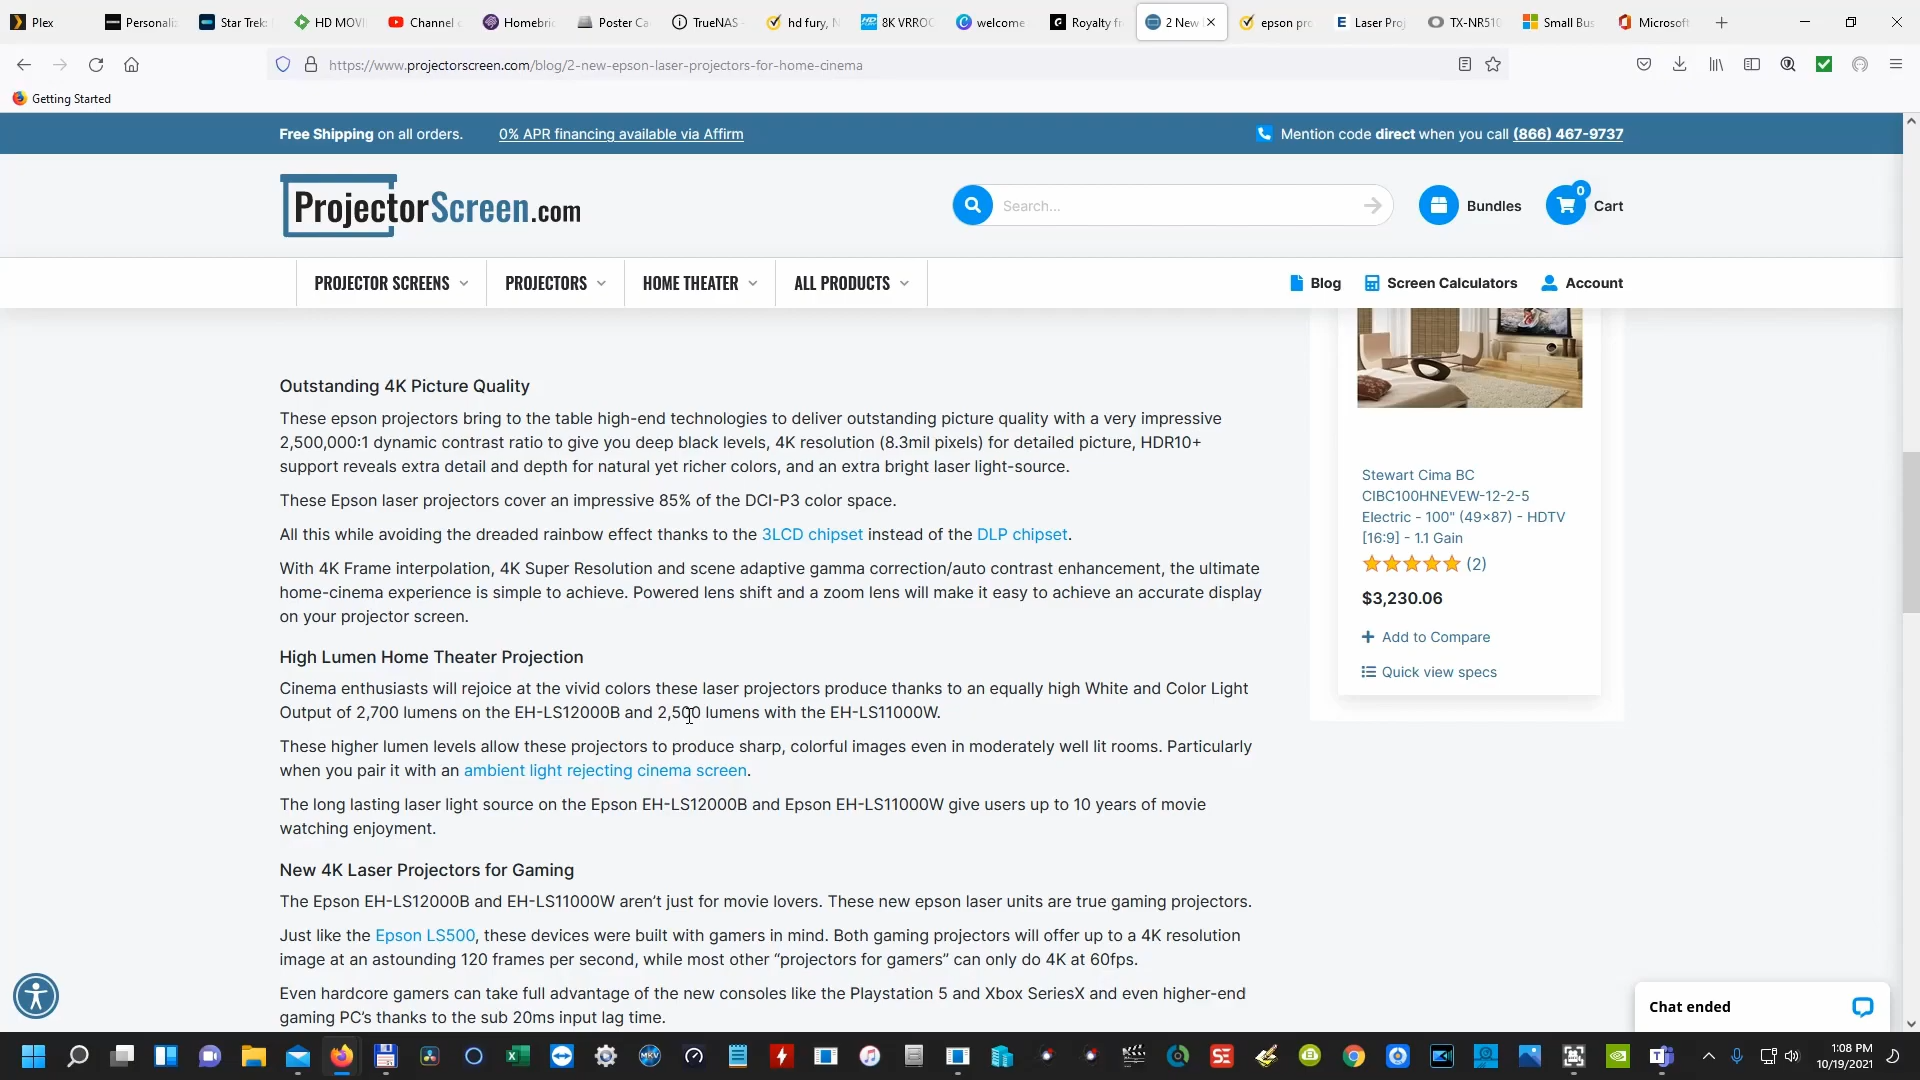 Plex
Personali
Star Trek:
HD MOVI
Channel c
Homebri
Poster Ca
TrueNAS -
hd fury, N
8K VRROO
welcome
Royalty fr
2 New
epson pro
Laser Proj
TX-NR510
Small Bus
Microsoft
https://www.projectorscreen.com/blog/2-new-epson-laser-projectors-for-home-cinema
Getting Started
Free Shipping on all orders. 0% APR financing available via Affirm
Mention code direct when you call (866) 467-9737
ProjectorScreen.com
Search...
Bundles
0
Cart
PROJECTOR SCREENS
PROJECTORS
HOME THEATER
ALL PRODUCTS
Blog
Screen Calculators
Account
Outstanding 4K Picture Quality
These epson projectors bring to the table high-end technologies to deliver outstanding picture quality with a very impressive
2,500,000:1 dynamic contrast ratio to give you deep black levels, 4K resolution (8.3mil pixels) for detailed picture, HDR10+
support reveals extra detail and depth for natural yet richer colors, and an extra bright laser light-source.
These Epson laser projectors cover an impressive 85% of the DCI-P3 color space.
All this while avoiding the dreaded rainbow effect thanks to the 3LCD chipset instead of the DLP chipset.
With 4K Frame interpolation, 4K Super Resolution and scene adaptive gamma correction/auto contrast enhancement, the ultimate
home-cinema experience is simple to achieve. Powered lens shift and a zoom lens will make it easy to achieve an accurate display
on your projector screen.
High Lumen Home Theater Projection
Cinema enthusiasts will rejoice at the vivid colors these laser projectors produce thanks to an equally high White and Color Light
Output of 2,700 lumens on the EH-LS12000B and 2,500 lumens with the EH-LS11000W.
These higher lumen levels allow these projectors to produce sharp, colorful images even in moderately well lit rooms. Particularly
when you pair it with an ambient light rejecting cinema screen.
The long lasting laser light source on the Epson EH-LS12000B and Epson EH-LS11000W give users up to 10 years of movie
watching enjoyment.
New 4K Laser Projectors for Gaming
The Epson EH-LS12000B and EH-LS11000W aren't just for movie lovers. These new epson laser units are true gaming projectors.
Just like the Epson LS500, these devices were built with gamers in mind. Both gaming projectors will offer up to a 4K resolution
image at an astounding 120 frames per second, while most other “projectors for gamers” can only do 4K at 60fps.
Even hardcore gamers can take full advantage of the new consoles like the Playstation 5 and Xbox SeriesX and even higher-end
gaming PC's thanks to the sub 20ms input lag time.
Stewart Cima BC
CIBC100HNEVEW-12-2-5
Electric - 100" (49x87) - HDTV
[16:9] - 1.1 Gain
(2)
$3,230.06
Add to Compare
Quick view specs
Chat ended
1:08 PM
10/19/2021